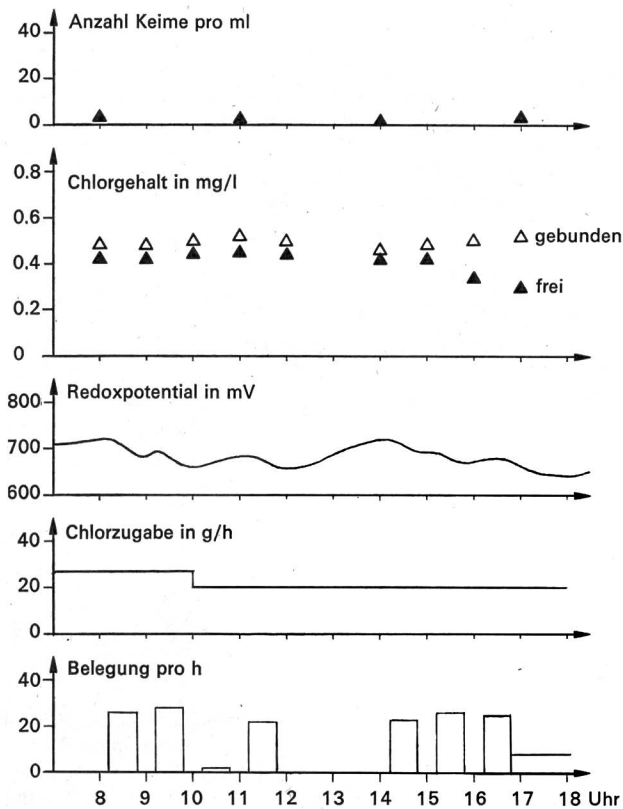 Anzahl Keime pro ml
40
20
0
0.8
Chlorgehalt in mg/l
0.6
gebunden
0.4
frei
0.2
0
800
Redoxpotential in mV
700
600
Chlorzugabe in g/h
40
20
0
Belegung pro h
40
20
0
8 9 10 11 12 13 14 15 16 17 18 Uhr